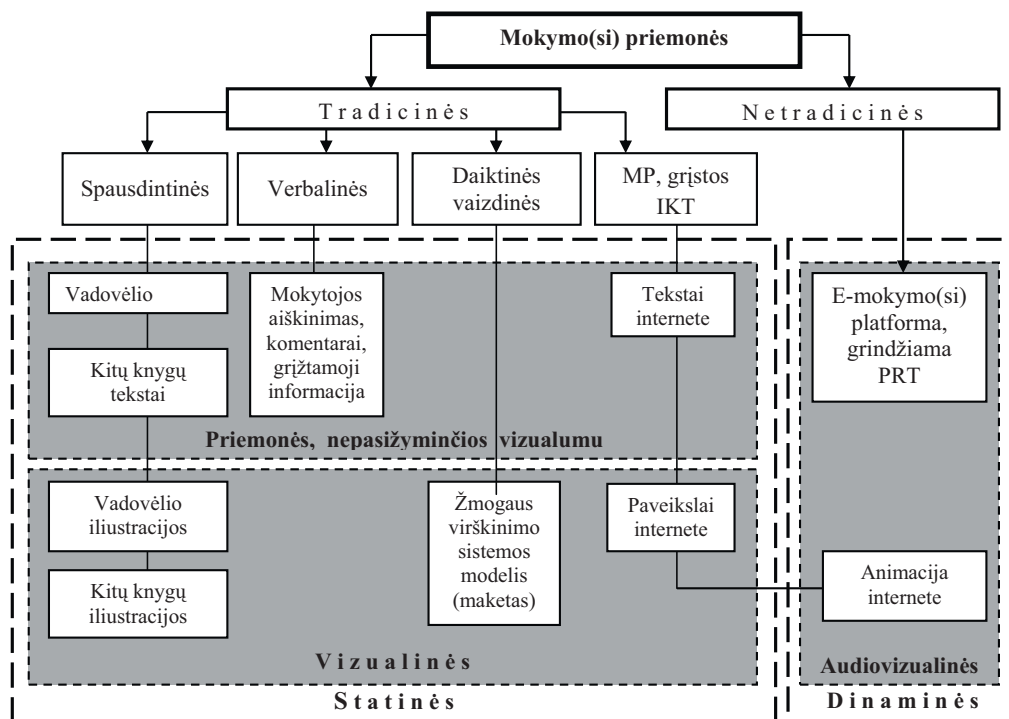 Mokymo(si) priemonės
Tradicinės
Netradicinės
Spausdintinės
Verbalinės
Daiktinės
vaizdinės
MP, grįstos
IKT
Vadovėlio
Kitų knygų
tekstai
Mokytojos
aiškinimas,
komentarai,
grįžtamoji
informacija
Tekstai
internete
E-mokymo(si)
platforma,
grindžiama
PRT
Priemonės, nepasižyminčios vizualumu
Vadovėlio
iliustracijos
Kitų knygų
iliustracijos
Žmogaus
virškinimo
sistemos
modelis
(maketas)
Paveikslai
internete
Animacija
internete
Vizualinės
Audiovizualinės
Statinės
Dinaminės